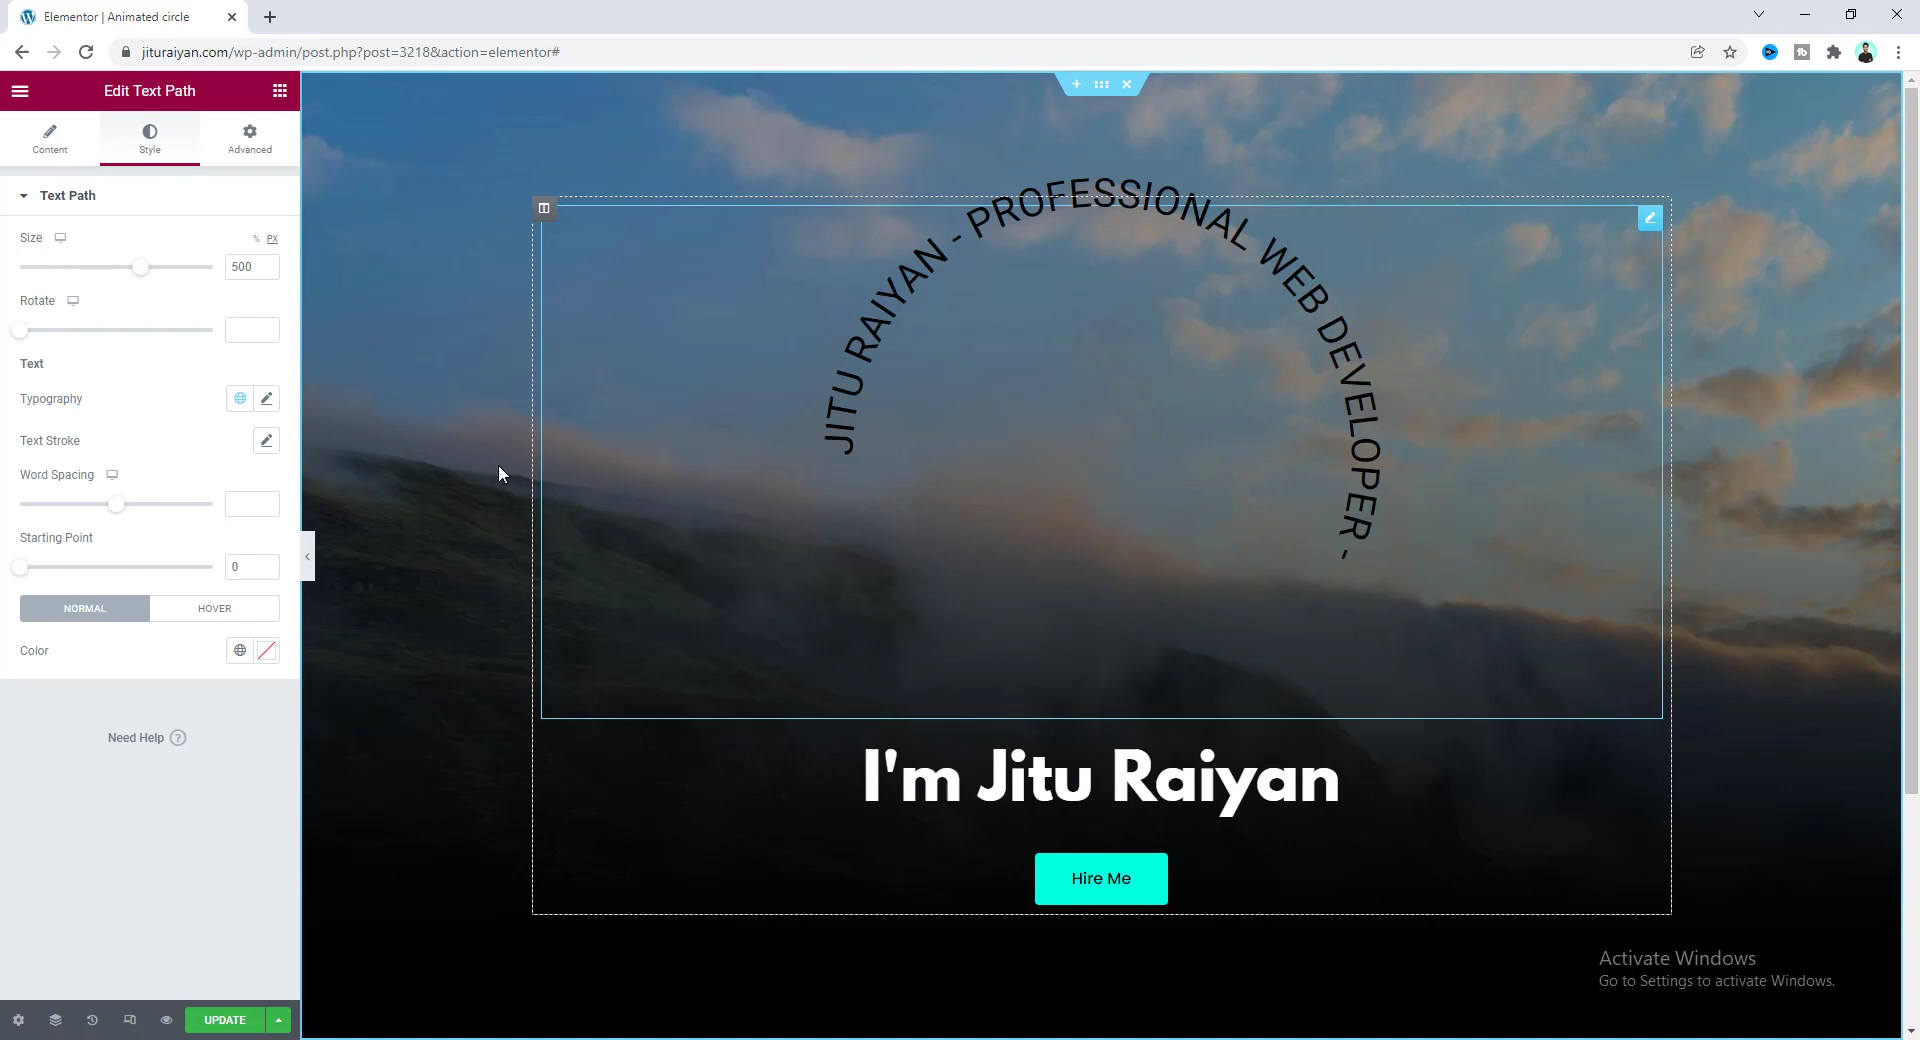 Elementor | Animated circle
jituraiyan.com/wp-admin/post.php?post=3218&action=elementor#
Edit Text Path
Content
Style
Advanced
Text Path
Size
%
PX
500
Rotate
Text
Typography
Text Stroke
Word Spacing
Starting Point
0
NORMAL
HOVER
Color
Need Help ?
UPDATE
JITU RAIYAN - PROFESSIONAL WEB DEVELOPER -
I'm Jitu Raiyan
Hire Me
Activate Windows
Go to Settings to activate Windows.